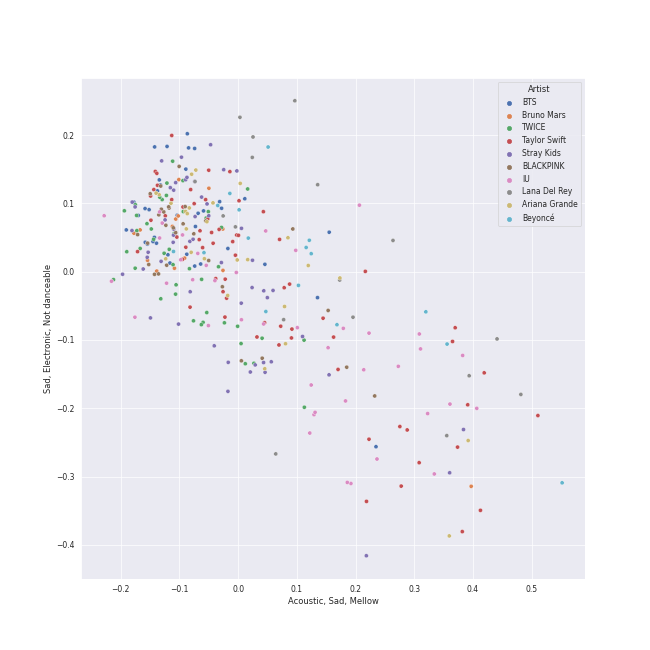 Artist
BTS
Bruno Mars
TWICE
Taylor Swift
Stray Kids
BLACKPINK
IU
Lana Del Rey
Ariana Grande
Beyoncé
0.2
0.1
0.0
−0.1
−0.2
−0.3
−0.4
Sad, Electronic, Not danceable
−0.2 −0.1 0.0 0.1 0.2 0.3 0.4 0.5
Acoustic, Sad, Mellow